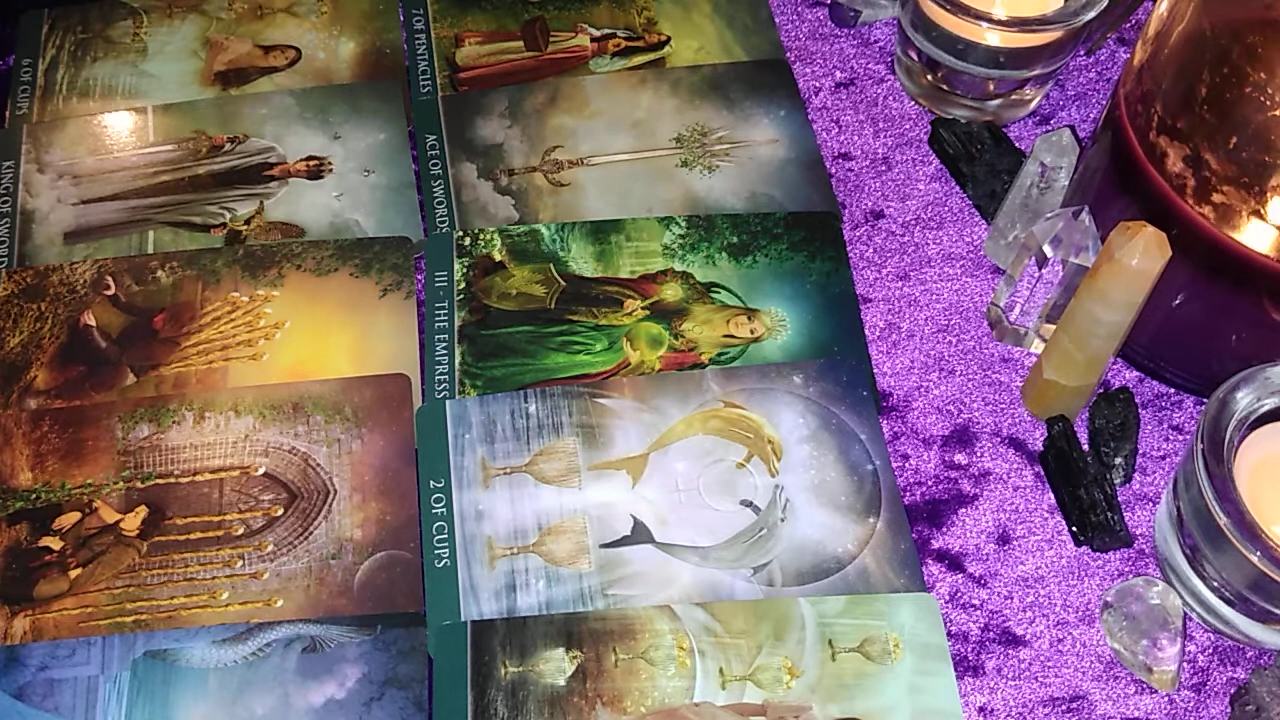 6 OF CUPS
KING OF SWORDS
7 OF PENTACLES
ACE OF SWORDS
III - THE EMPRESS
2 OF CUPS